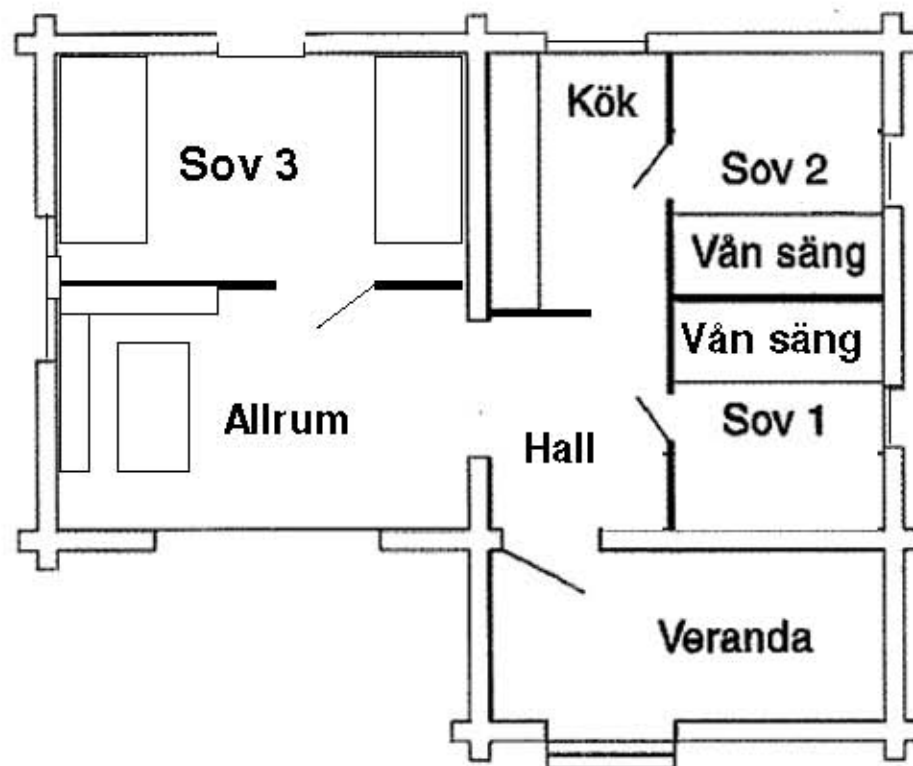 Kök
Sov 3
Sov 2
Vån säng
Vån säng
Allrum
Sov 1
Hall
Veranda